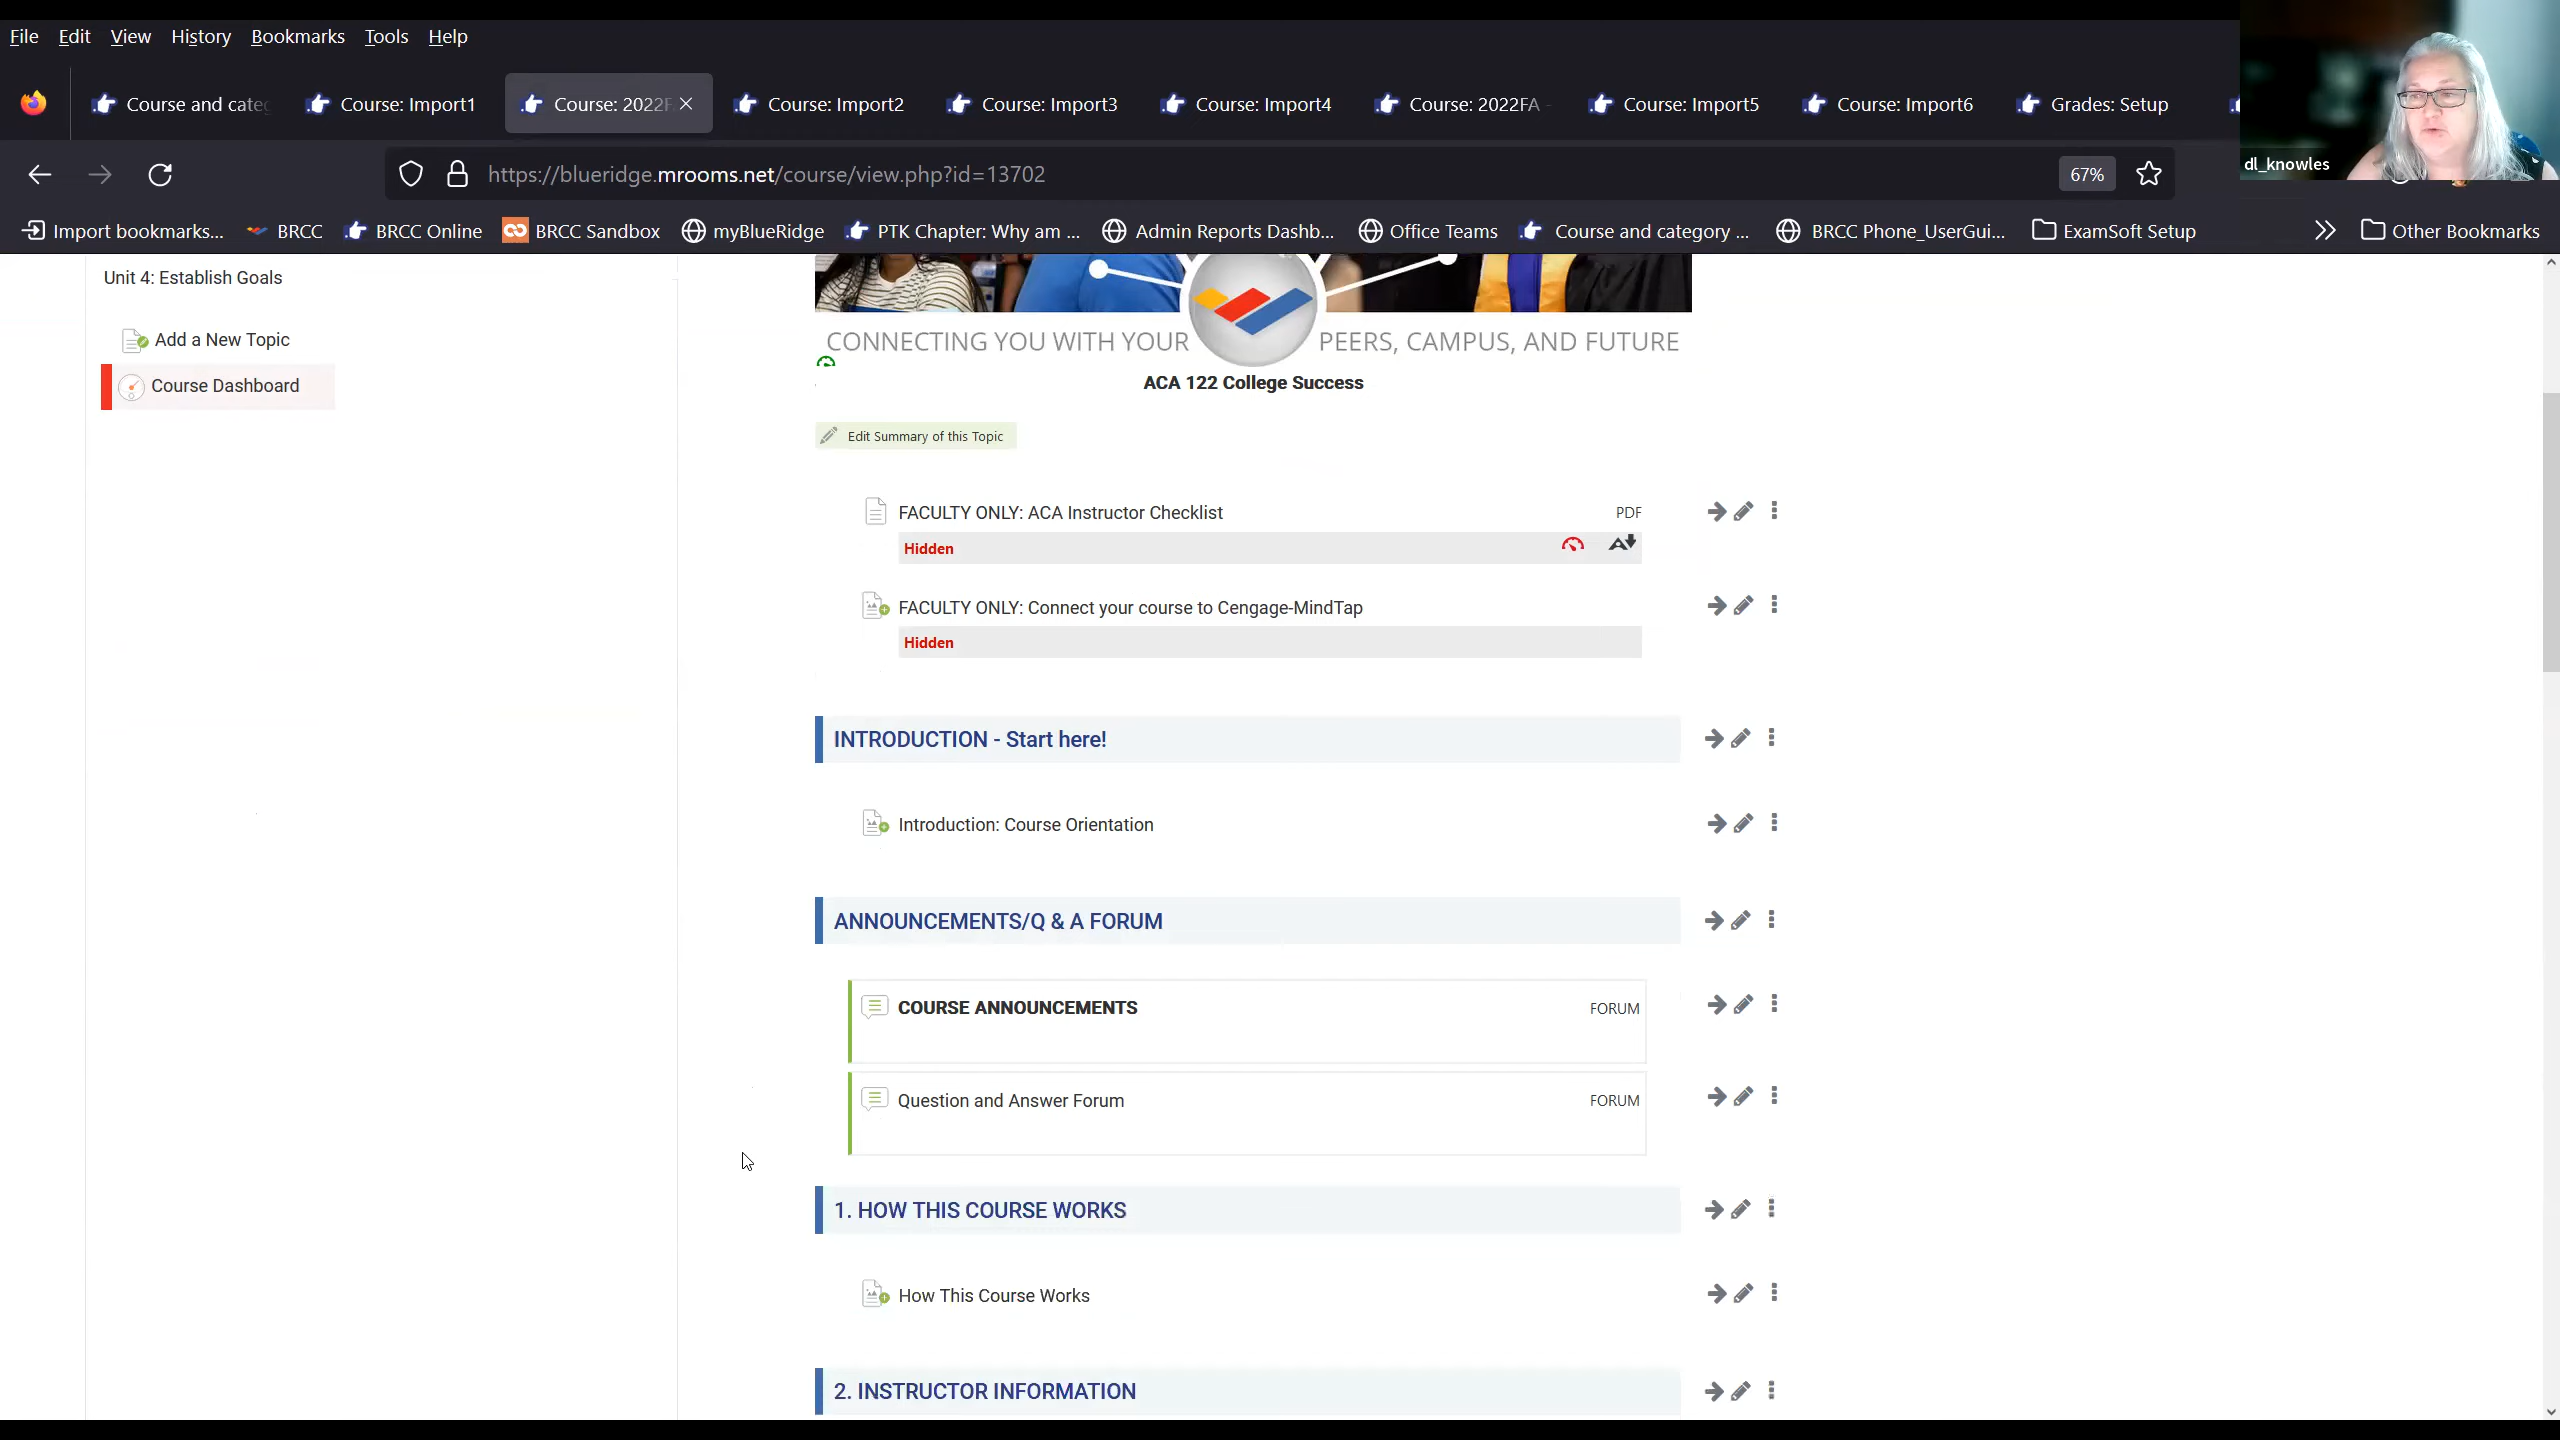 File Edit View History Bookmarks Tools Help
Course and categ
Course: Import1
Course: 2022F
Course: Import2
Course: Import3
Course: Import4
Course: 2022FA -
Course: Import5
Course: Import6
Grades: Setup
dl_knowles
https://blueridge.mrooms.net/course/view.php?id=13702
67%
Import bookmarks... BRCC BRCC Online BRCC Sandbox myBlueRidge PTK Chapter: Why am ... Admin Reports Dashb... Office Teams Course and category ... BRCC Phone_UserGui... ExamSoft Setup Other Bookmarks
Unit 4: Establish Goals
Add a New Topic
Course Dashboard
CONNECTING YOU WITH YOUR PEERS, CAMPUS, AND FUTURE
ACA 122 College Success
Edit Summary of this Topic
FACULTY ONLY: ACA Instructor Checklist PDF
Hidden
FACULTY ONLY: Connect your course to Cengage-MindTap
Hidden
INTRODUCTION - Start here!
Introduction: Course Orientation
ANNOUNCEMENTS/Q & A FORUM
COURSE ANNOUNCEMENTS FORUM
Question and Answer Forum FORUM
1. HOW THIS COURSE WORKS
How This Course Works
2. INSTRUCTOR INFORMATION